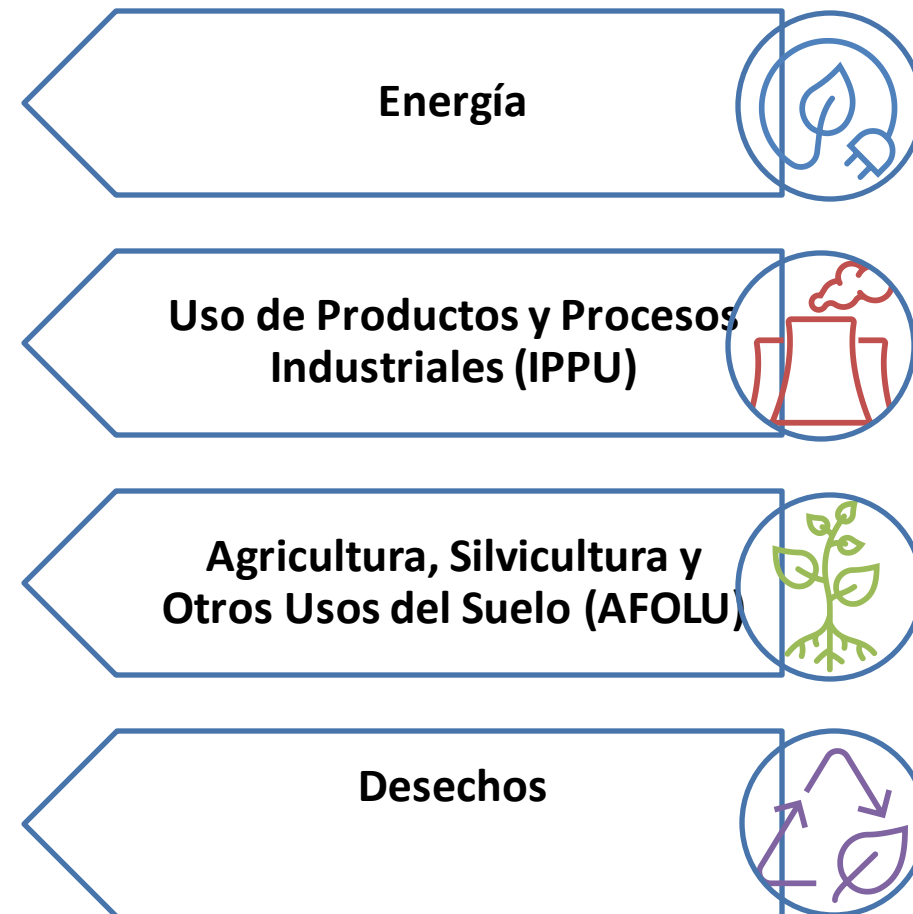 Energía
Uso de Productos y Procesos
Industriales (IPPU)
Agricultura, Silvicultura y
Otros Usos del Suelo (AFOLU)
Desechos